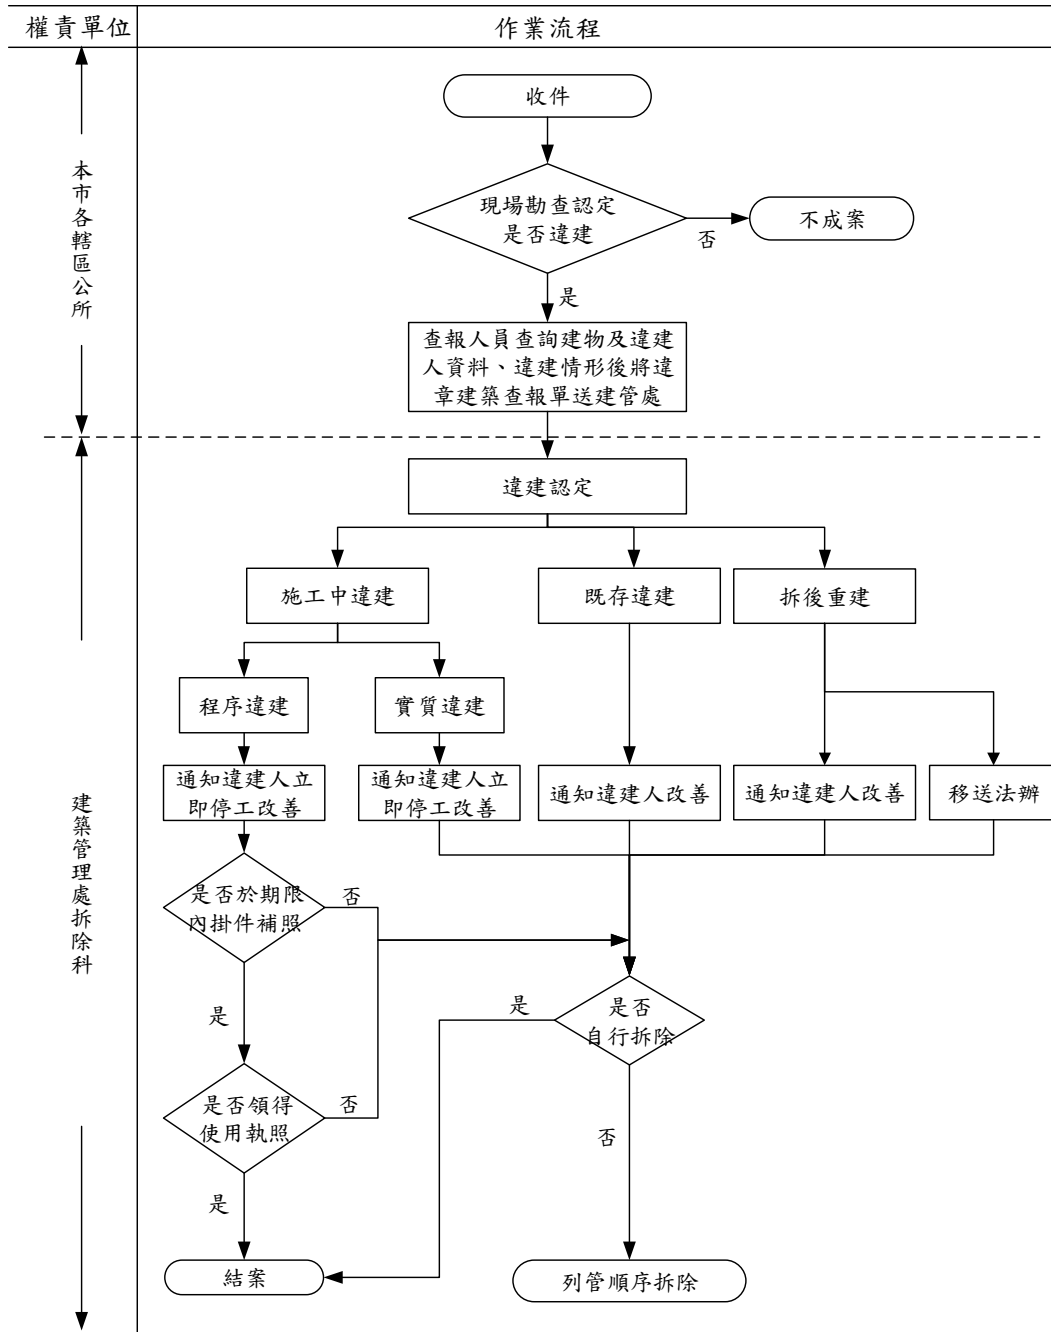 權責單位
作業流程
本市各轄區公所
收件
現場勘查認定
是否違建
否
不成案
是
查報人員查詢建物及違建
人資料、違建情形後將違
章建築查報單送建管處
建築管理處拆除科
違建認定
施工中違建
既存違建
拆後重建
程序違建
實質違建
通知違建人立
即停工改善
通知違建人立
即停工改善
通知違建人改善
通知違建人改善
移送法辦
是否於期限
內掛件補照
否
是
是否
自行拆除
是
是否領得
使用執照
否
否
是
結案
列管順序拆除